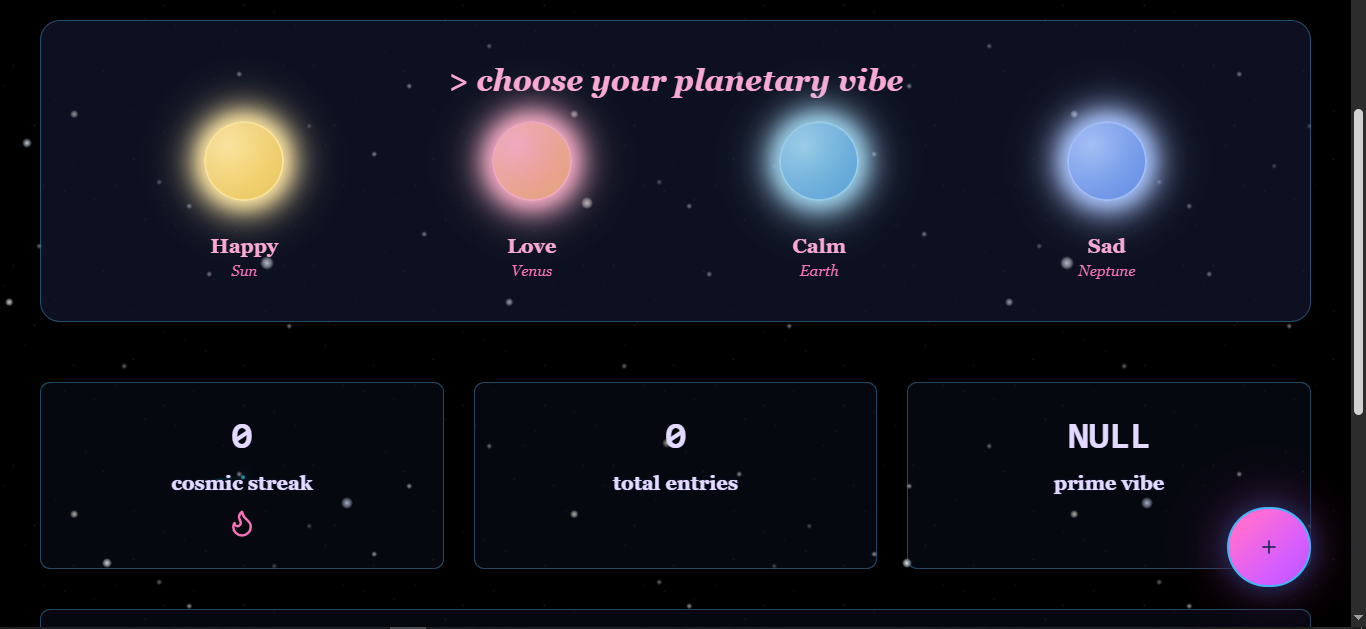 > choose your planetary vibe
Happy
Sun
Love
Venus
Calm
Earth
Sad
Neptune
0
cosmic streak
0
total entries
NULL
prime vibe
+